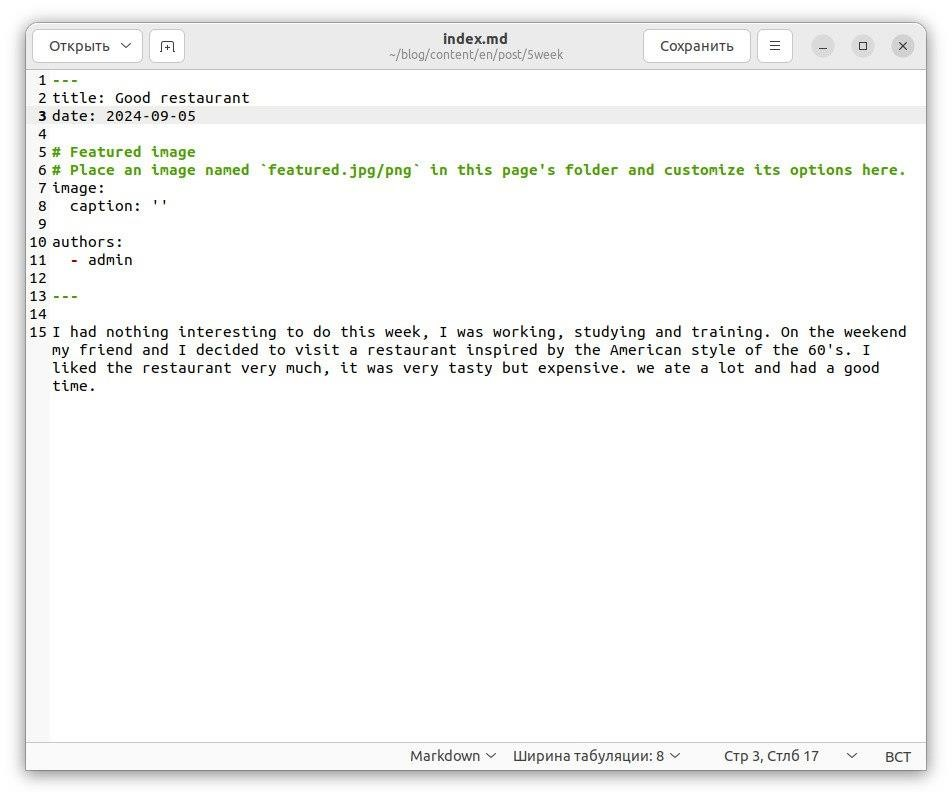 Открыть
index.md
~/blog/content/en/post/5week
Сохранить
1 ---
2 title: Good restaurant
3 date: 2024-09-05
4
5 # Featured image
6 # Place an image named `featured.jpg/png` in this page's folder and customize its options here.
7 image:
8   caption: ''
9
10 authors:
11   - admin
12
13 ---
14
15 I had nothing interesting to do this week, I was working, studying and training. On the weekend
my friend and I decided to visit a restaurant inspired by the American style of the 60's. I
liked the restaurant very much, it was very tasty but expensive. we ate a lot and had a good
time.
Markdown Ширина табуляции: 8 Стр 3, Стлб 17 ВСТ